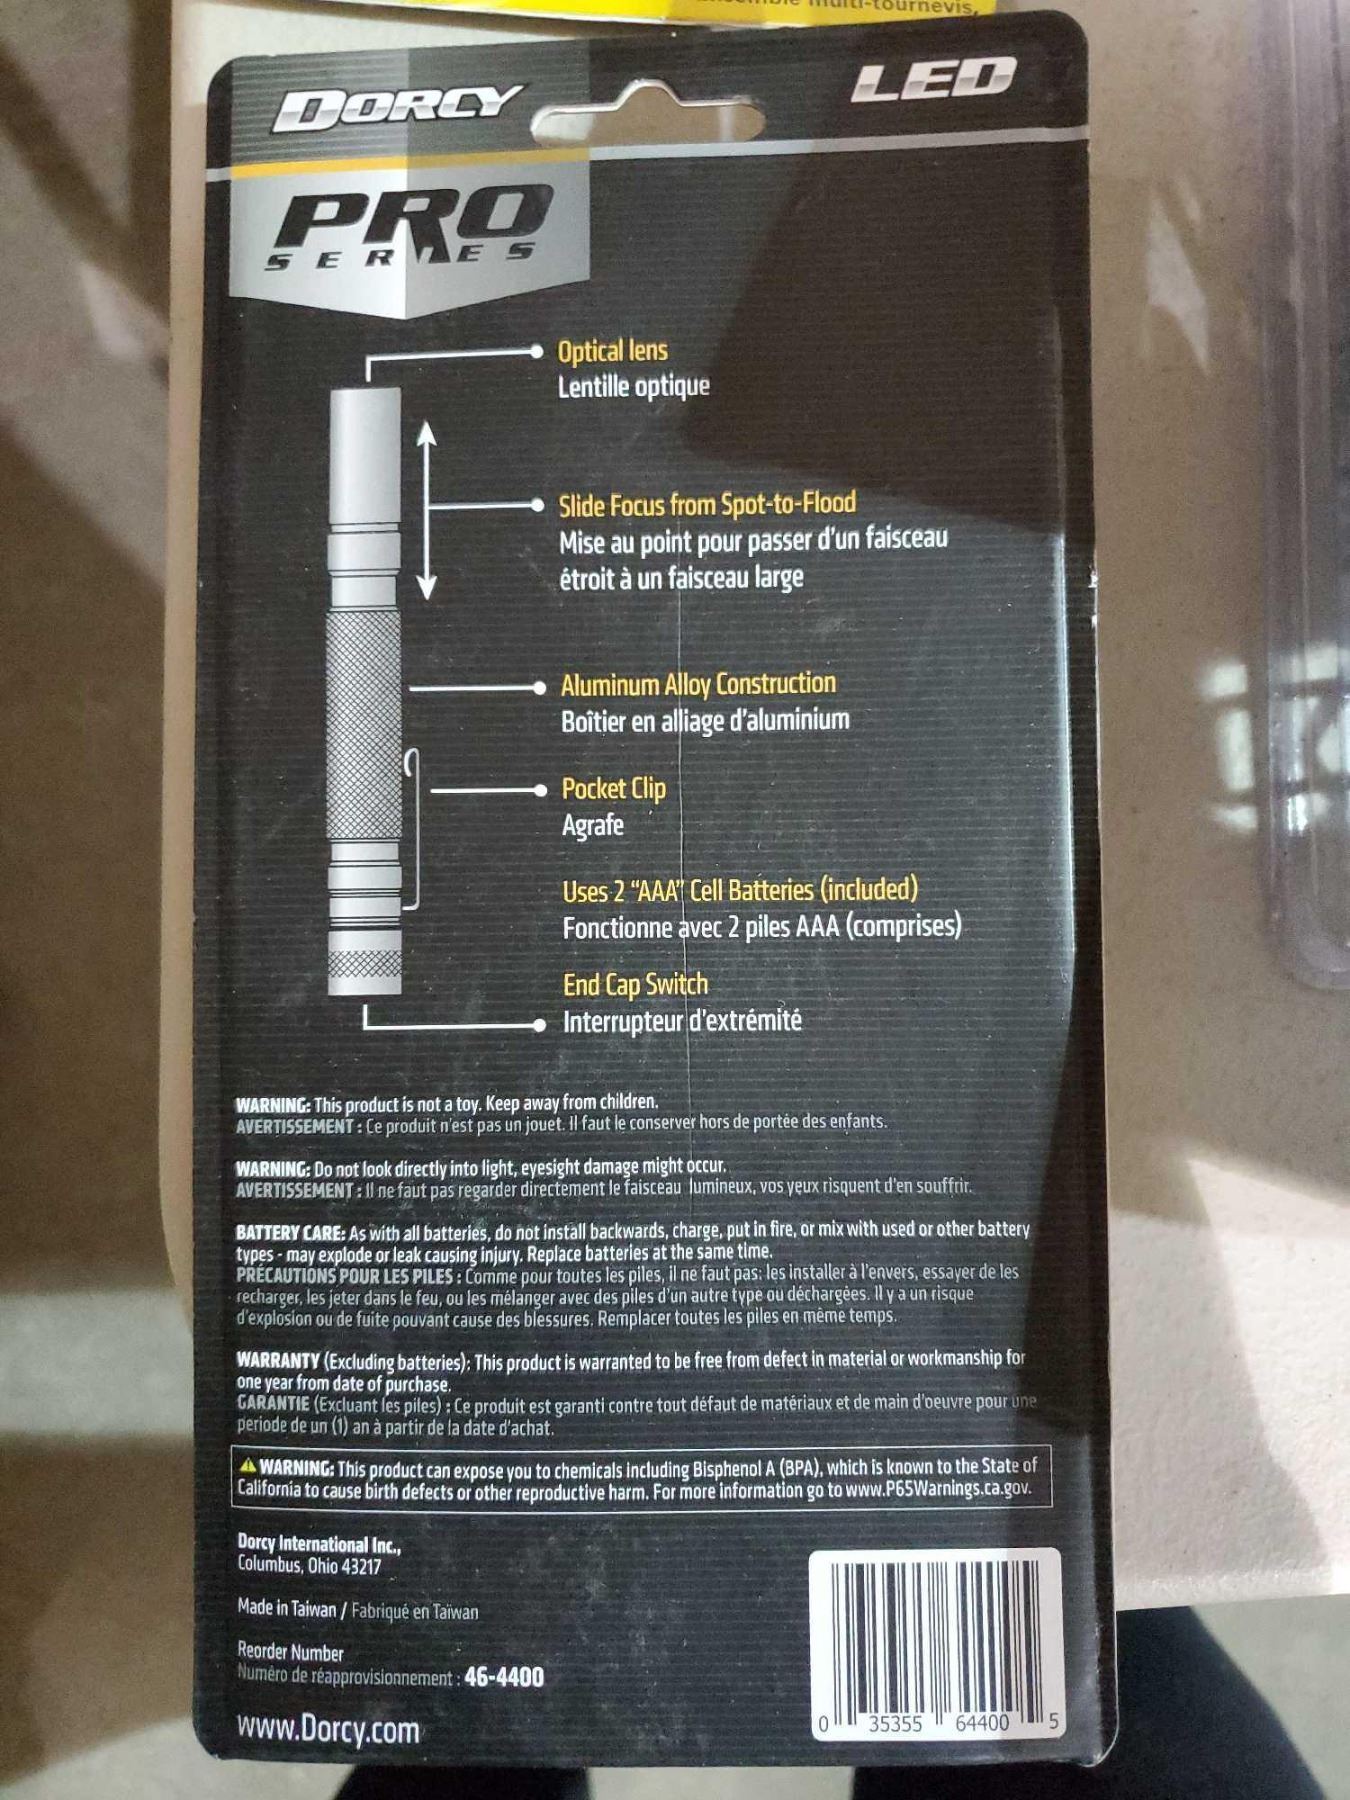 multi-tournevis,
DORCY
LED
PRO
SERIES
Optical lens
Lentille optique
Slide Focus from Spot-to-Flood
Mise au point pour passer d'un faisceau
étroit à un faisceau large
Aluminum Alloy Construction
Boîtier en alliage d'aluminium
Pocket Clip
Agrafe
Uses 2 “AAA” Cell Batteries (included)
Fonctionne avec 2 piles AAA (comprises)
End Cap Switch
Interrupteur d'extrémité
WARNING: This product is not a toy. Keep away from children.
AVERTISSEMENT : Ce produit n'est pas un jouet. Il faut le conserver hors de portée des enfants.
WARNING: Do not look directly into light, eyesight damage might occur.
AVERTISSEMENT : Il ne faut pas regarder directement le faisceau lumineux, vos yeux risquent d'en souffrir.
BATTERY CARE: As with all batteries, do not install backwards, charge, put in fire, or mix with used or other battery
types - may explode or leak causing injury. Replace batteries at the same time.
PRÉCAUTIONS POUR LES PILES : Comme pour toutes les piles, il ne faut pas: les installer à l'envers, essayer de les
recharger, les jeter dans le feu, ou les mélanger avec des piles d'un autre type ou déchargées. Il y a un risque
d'explosion ou de fuite pouvant cause des blessures. Remplacer toutes les piles en même temps.
WARRANTY (Excluding batteries): This product is warranted to be free from defect in material or workmanship for
one year from date of purchase.
GARANTIE (Excluant les piles) : Ce produit est garanti contre tout défaut de matériaux et de main d'oeuvre pour une
période de un (1) an à partir de la date d'achat.
⚠ WARNING: This product can expose you to chemicals including Bisphenol A (BPA), which is known to the State of
California to cause birth defects or other reproductive harm. For more information go to www.P65Warnings.ca.gov.
Dorcy International Inc.,
Columbus, Ohio 43217
Made in Taiwan / Fabriqué en Taïwan
Reorder Number
Numéro de réapprovisionnement : 46-4400
www.Dorcy.com
0 35355 64400 5